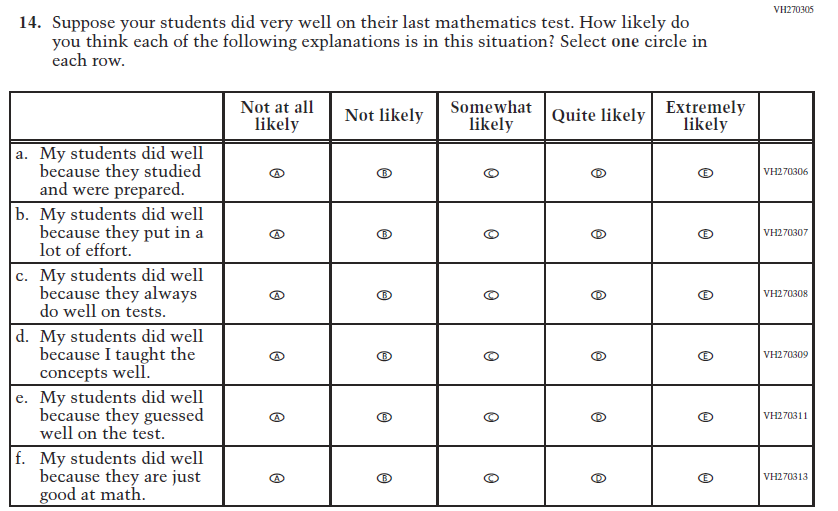 VH270305
14. Suppose your students did very well on their last mathematics test. How likely do
you think each of the following explanations is in this situation? Select one circle in
each row.
Not at all
likely
Not likely
Somewhat
likely
Quite likely
Extremely
likely
a. My students did well
because they studied
and were prepared.
A B C D E VH270306
b. My students did well
because they put in a
lot of effort.
A B C D E VH270307
c. My students did well
because they always
do well on tests.
A B C D E VH270308
d. My students did well
because I taught the
concepts well.
A B C D E VH270309
e. My students did well
because they guessed
well on the test.
A B C D E VH270311
f. My students did well
because they are just
good at math.
A B C D E VH270313